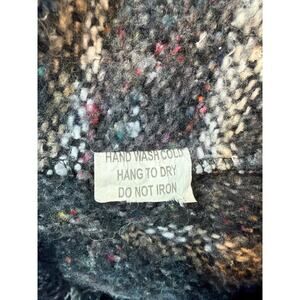 HAND WASH COLD
HANG TO DRY
DO NOT IRON